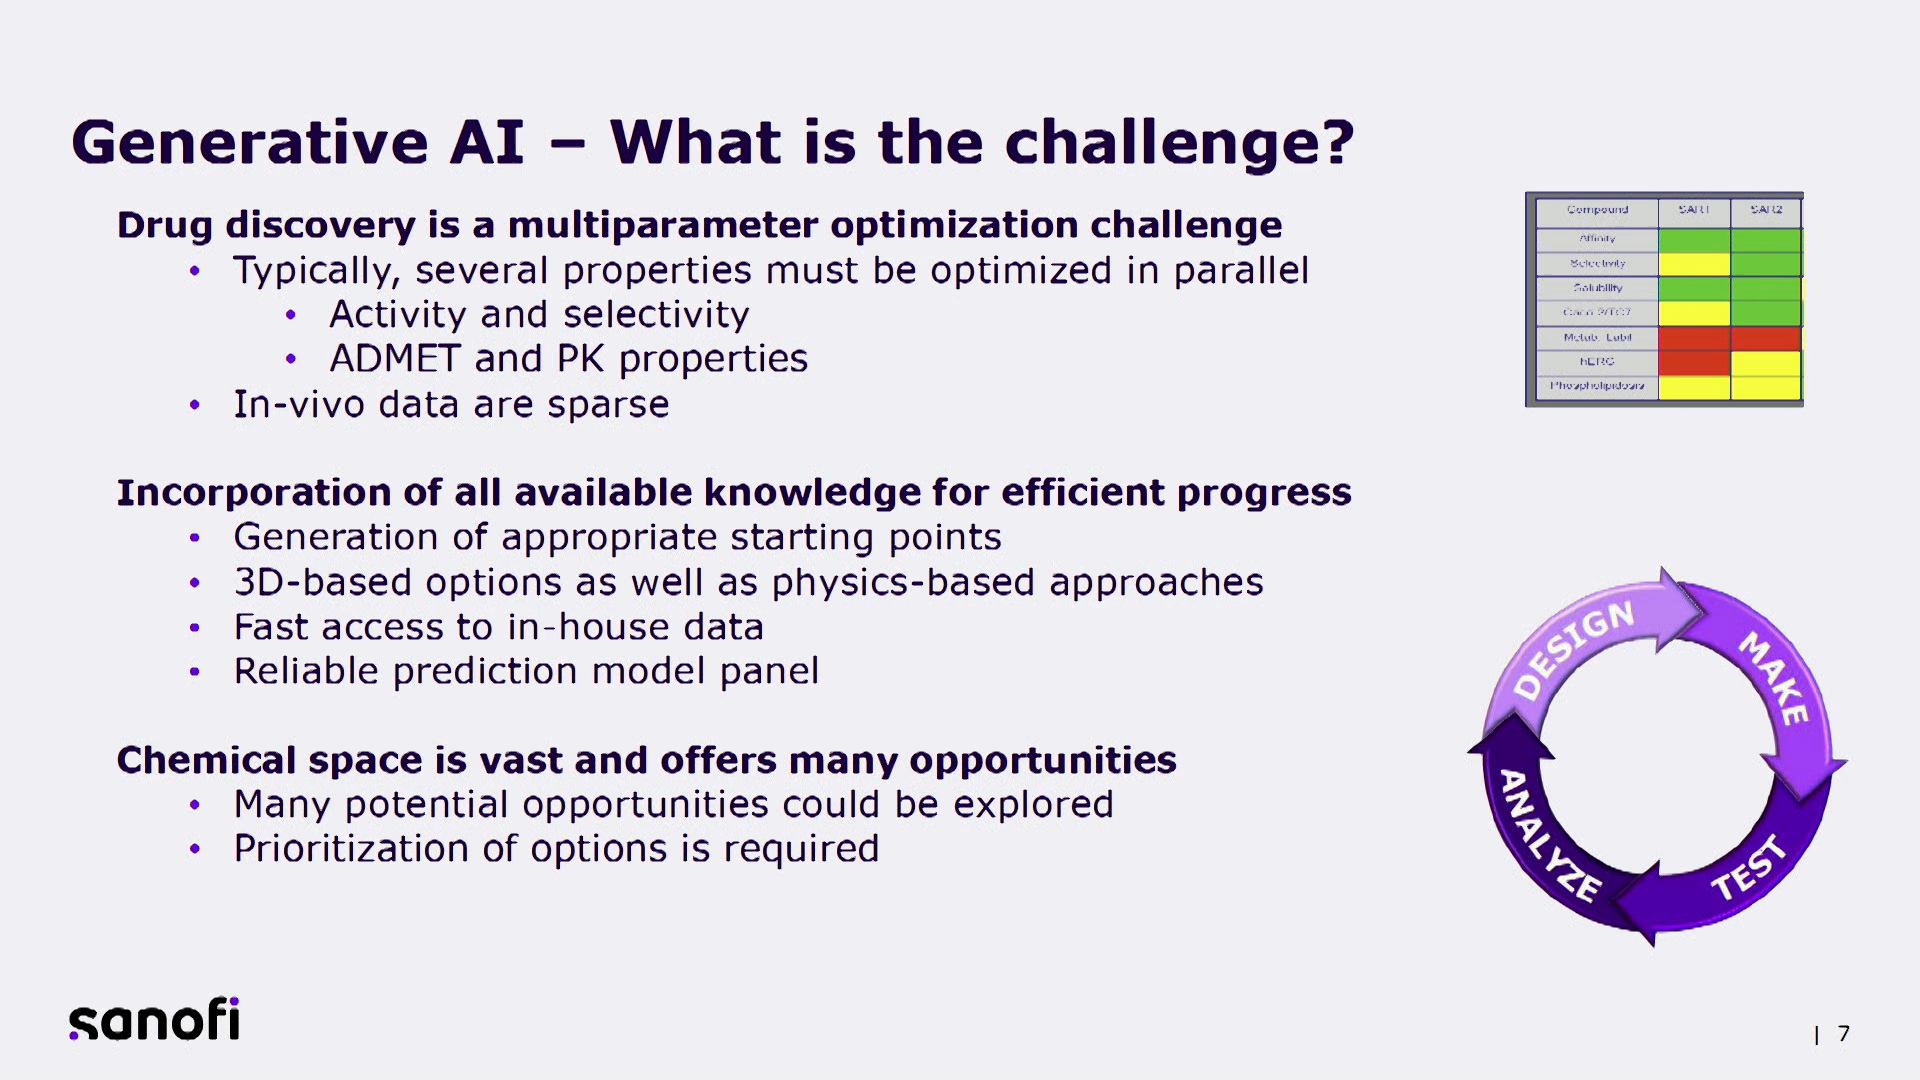 Generative AI – What is the challenge?
Drug discovery is a multiparameter optimization challenge
• Typically, several properties must be optimized in parallel
• Activity and selectivity
• ADMET and PK properties
• In-vivo data are sparse
Incorporation of all available knowledge for efficient progress
• Generation of appropriate starting points
• 3D-based options as well as physics-based approaches
• Fast access to in-house data
• Reliable prediction model panel
Chemical space is vast and offers many opportunities
• Many potential opportunities could be explored
• Prioritization of options is required
Compound SAR1 SAR2
Affinity
Selectivity
Solubility
hERG
Phospholipidosis
DESIGN
MAKE
TEST
ANALYZE
sanofi
| 7